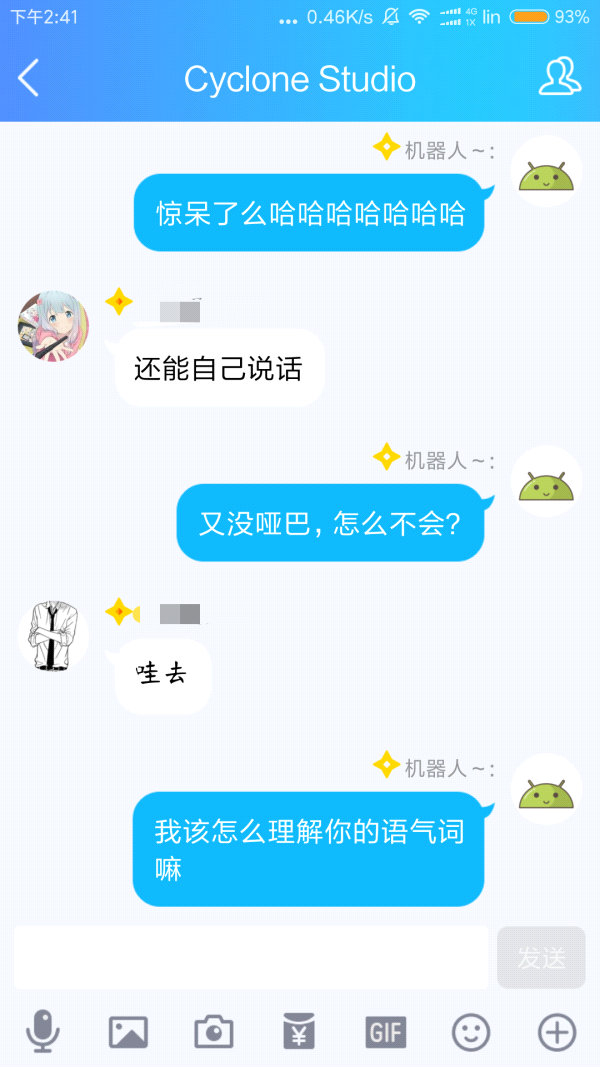 下午2:41 ... 0.46K/s 4G 1X lin 93%
Cyclone Studio
机器人～:
惊呆了么哈哈哈哈哈哈哈
还能自己说话
机器人～:
又没哑巴，怎么不会?
哇去
机器人～:
我该怎么理解你的语气词
嘛
发送
¥ GIF